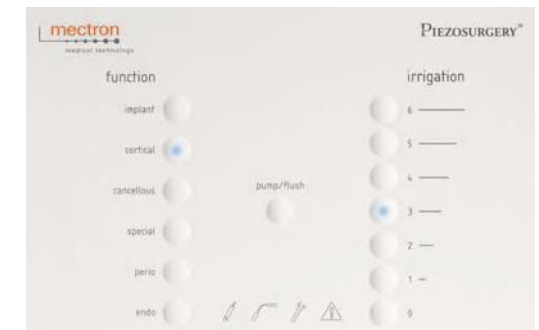 mectron
medical technology
PIEZOSURGERY®
function
irrigation
implant
cortical
cancellous
special
perio
endo
pump/flush
6
5
4
3
2
1
0